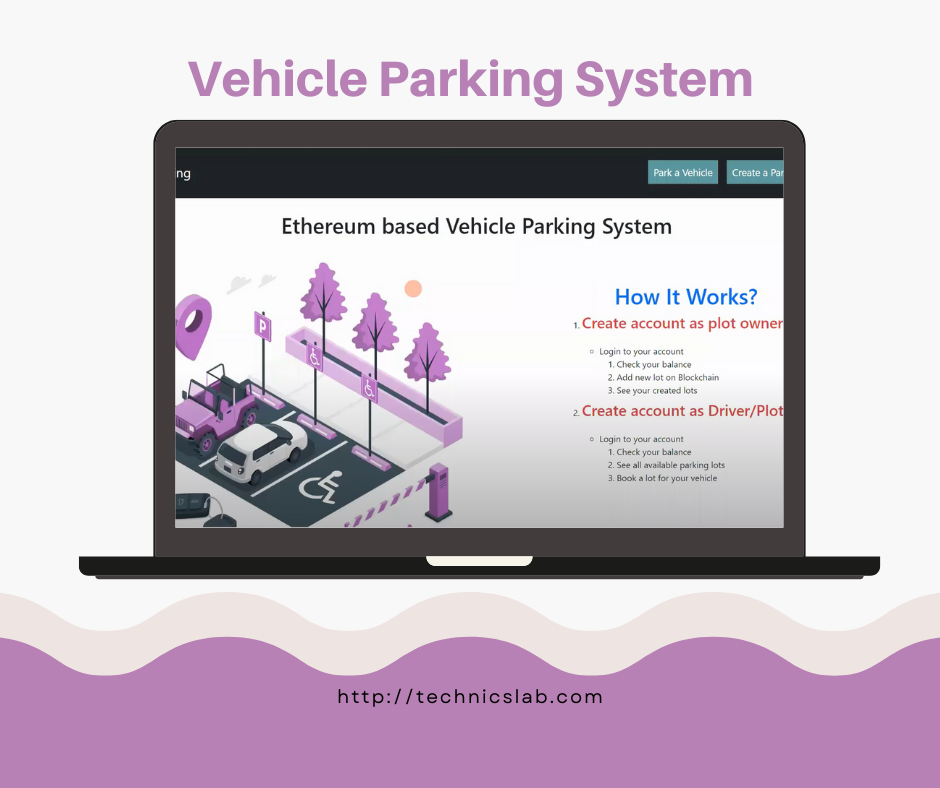 Vehicle Parking System
ng
Park a Vehicle
Create a Par
Ethereum based Vehicle Parking System
How It Works?
1. Create account as plot owner
Login to your account
1. Check your balance
2. Add new lot on Blockchain
3. See your created lots
2. Create account as Driver/Plot
Login to your account
1. Check your balance
2. See all available parking lots
3. Book a lot for your vehicle
P
http://technicslab.com